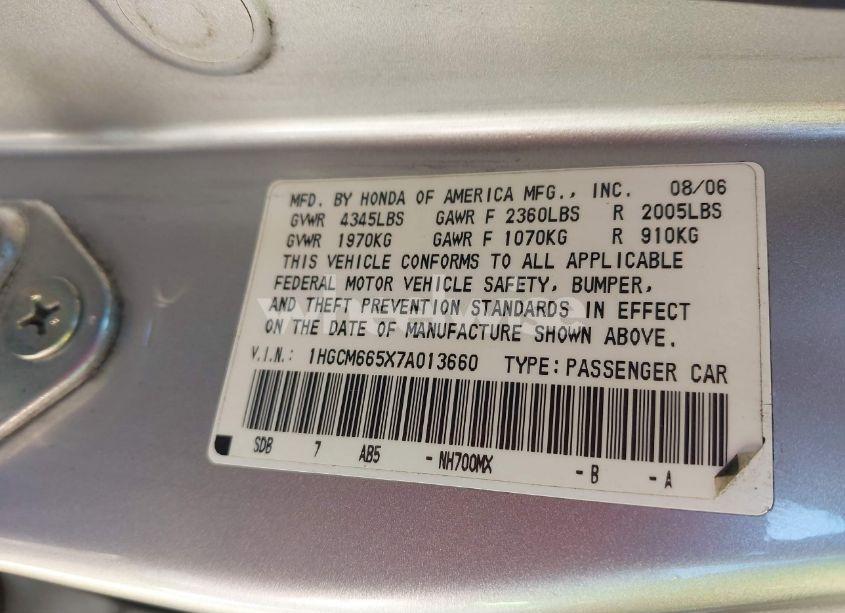 MFD. BY HONDA OF AMERICA MFG., INC. 08/06
GVWR 4345LBS GAWR F 2360LBS R 2005LBS
GVWR 1970KG GAWR F 1070KG R 910KG
THIS VEHICLE CONFORMS TO ALL APPLICABLE
FEDERAL MOTOR VEHICLE SAFETY, BUMPER,
AND THEFT PREVENTION STANDARDS IN EFFECT
ON THE DATE OF MANUFACTURE SHOWN ABOVE.
V.I.N.: 1HGCM665X7A013660 TYPE: PASSENGER CAR
SDB 7 AB5 - NH700MX - B - A